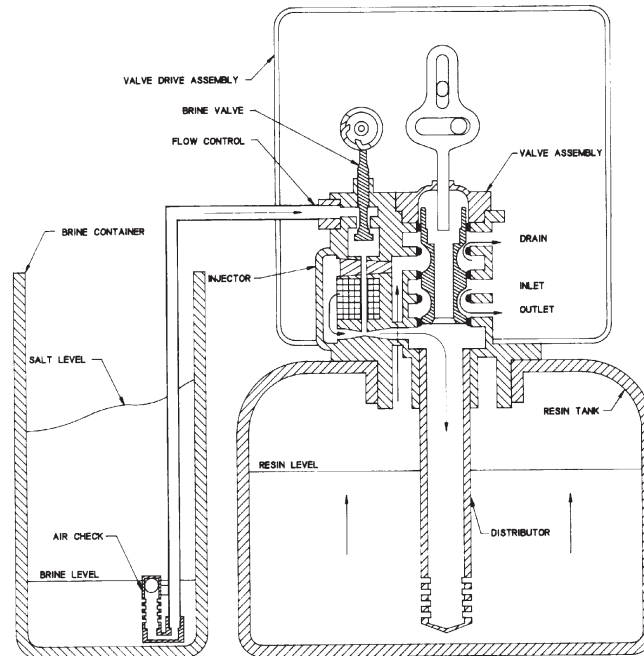 VALVE DRIVE ASSEMBLY
BRINE VALVE
FLOW CONTROL
VALVE ASSEMBLY
BRINE CONTAINER
DRAIN
INJECTOR
INLET
OUTLET
SALT LEVEL
RESIN TANK
RESIN LEVEL
AIR CHECK
DISTRIBUTOR
BRINE LEVEL